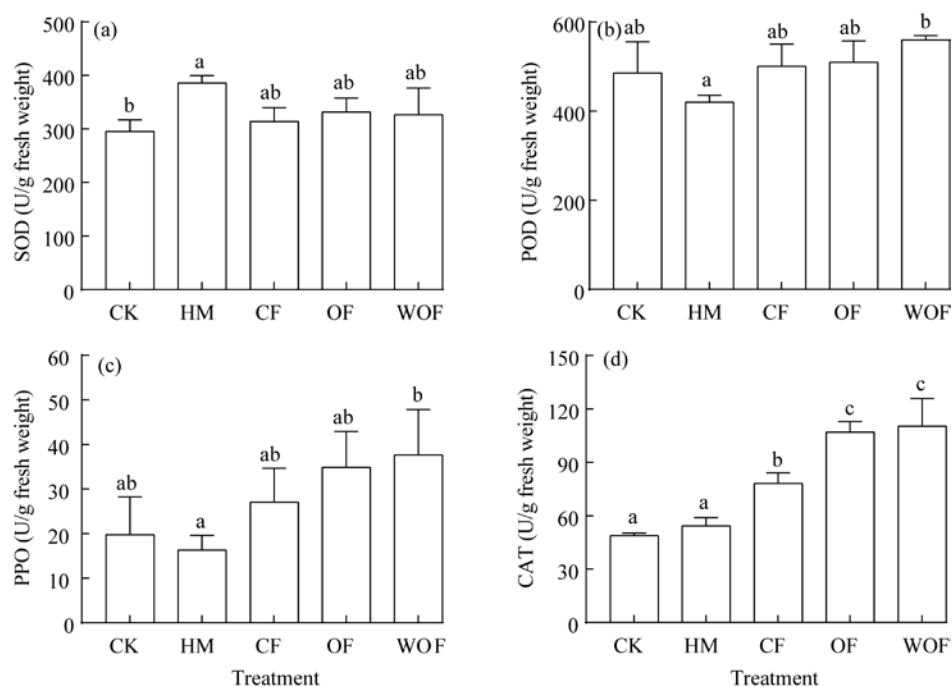 (a)
SOD (U/g fresh weight)
500
400
300
200
100
0
b
a
ab
ab
ab
CK HM CF OF WOF
(b)
POD (U/g fresh weight)
600
400
200
0
ab
a
ab
ab
b
CK HM CF OF WOF
(c)
PPO (U/g fresh weight)
60
50
40
30
20
10
0
ab
a
ab
ab
b
CK HM CF OF WOF
Treatment
(d)
CAT (U/g fresh weight)
150
120
90
60
30
0
a
a
b
c
c
CK HM CF OF WOF
Treatment